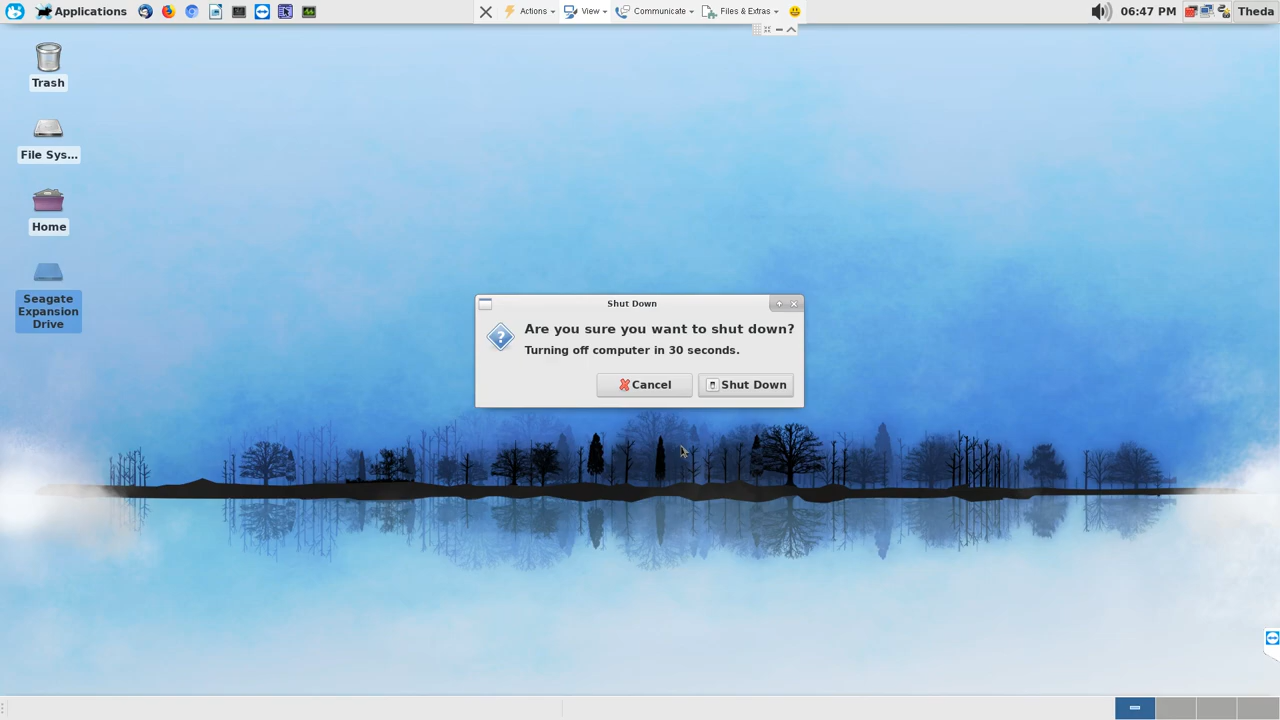 Applications
Actions
View
Communicate
Files & Extras
06:47 PM
Theda
Trash
File Sys...
Home
Seagate
Expansion
Drive
Shut Down
Are you sure you want to shut down?
Turning off computer in 30 seconds.
Cancel
Shut Down